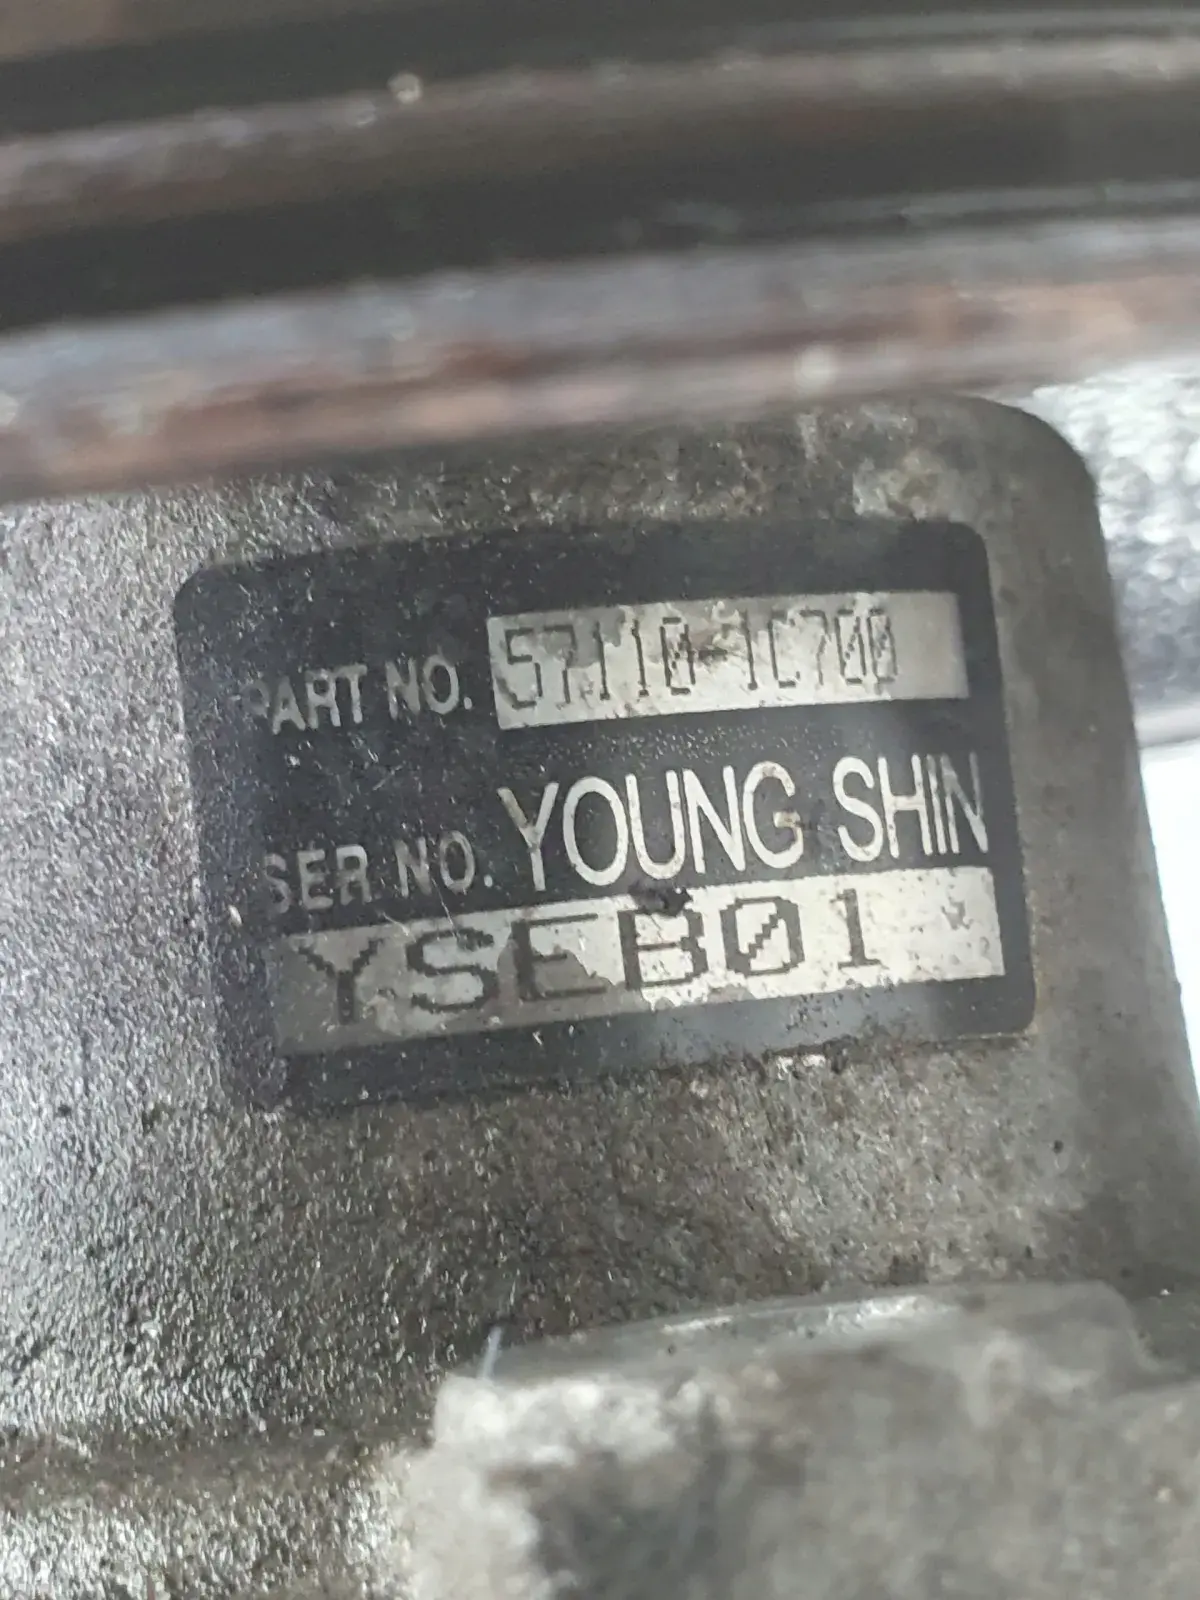 PART NO. 57110-1C700
SER NO. YOUNG SHIN
YSEB01